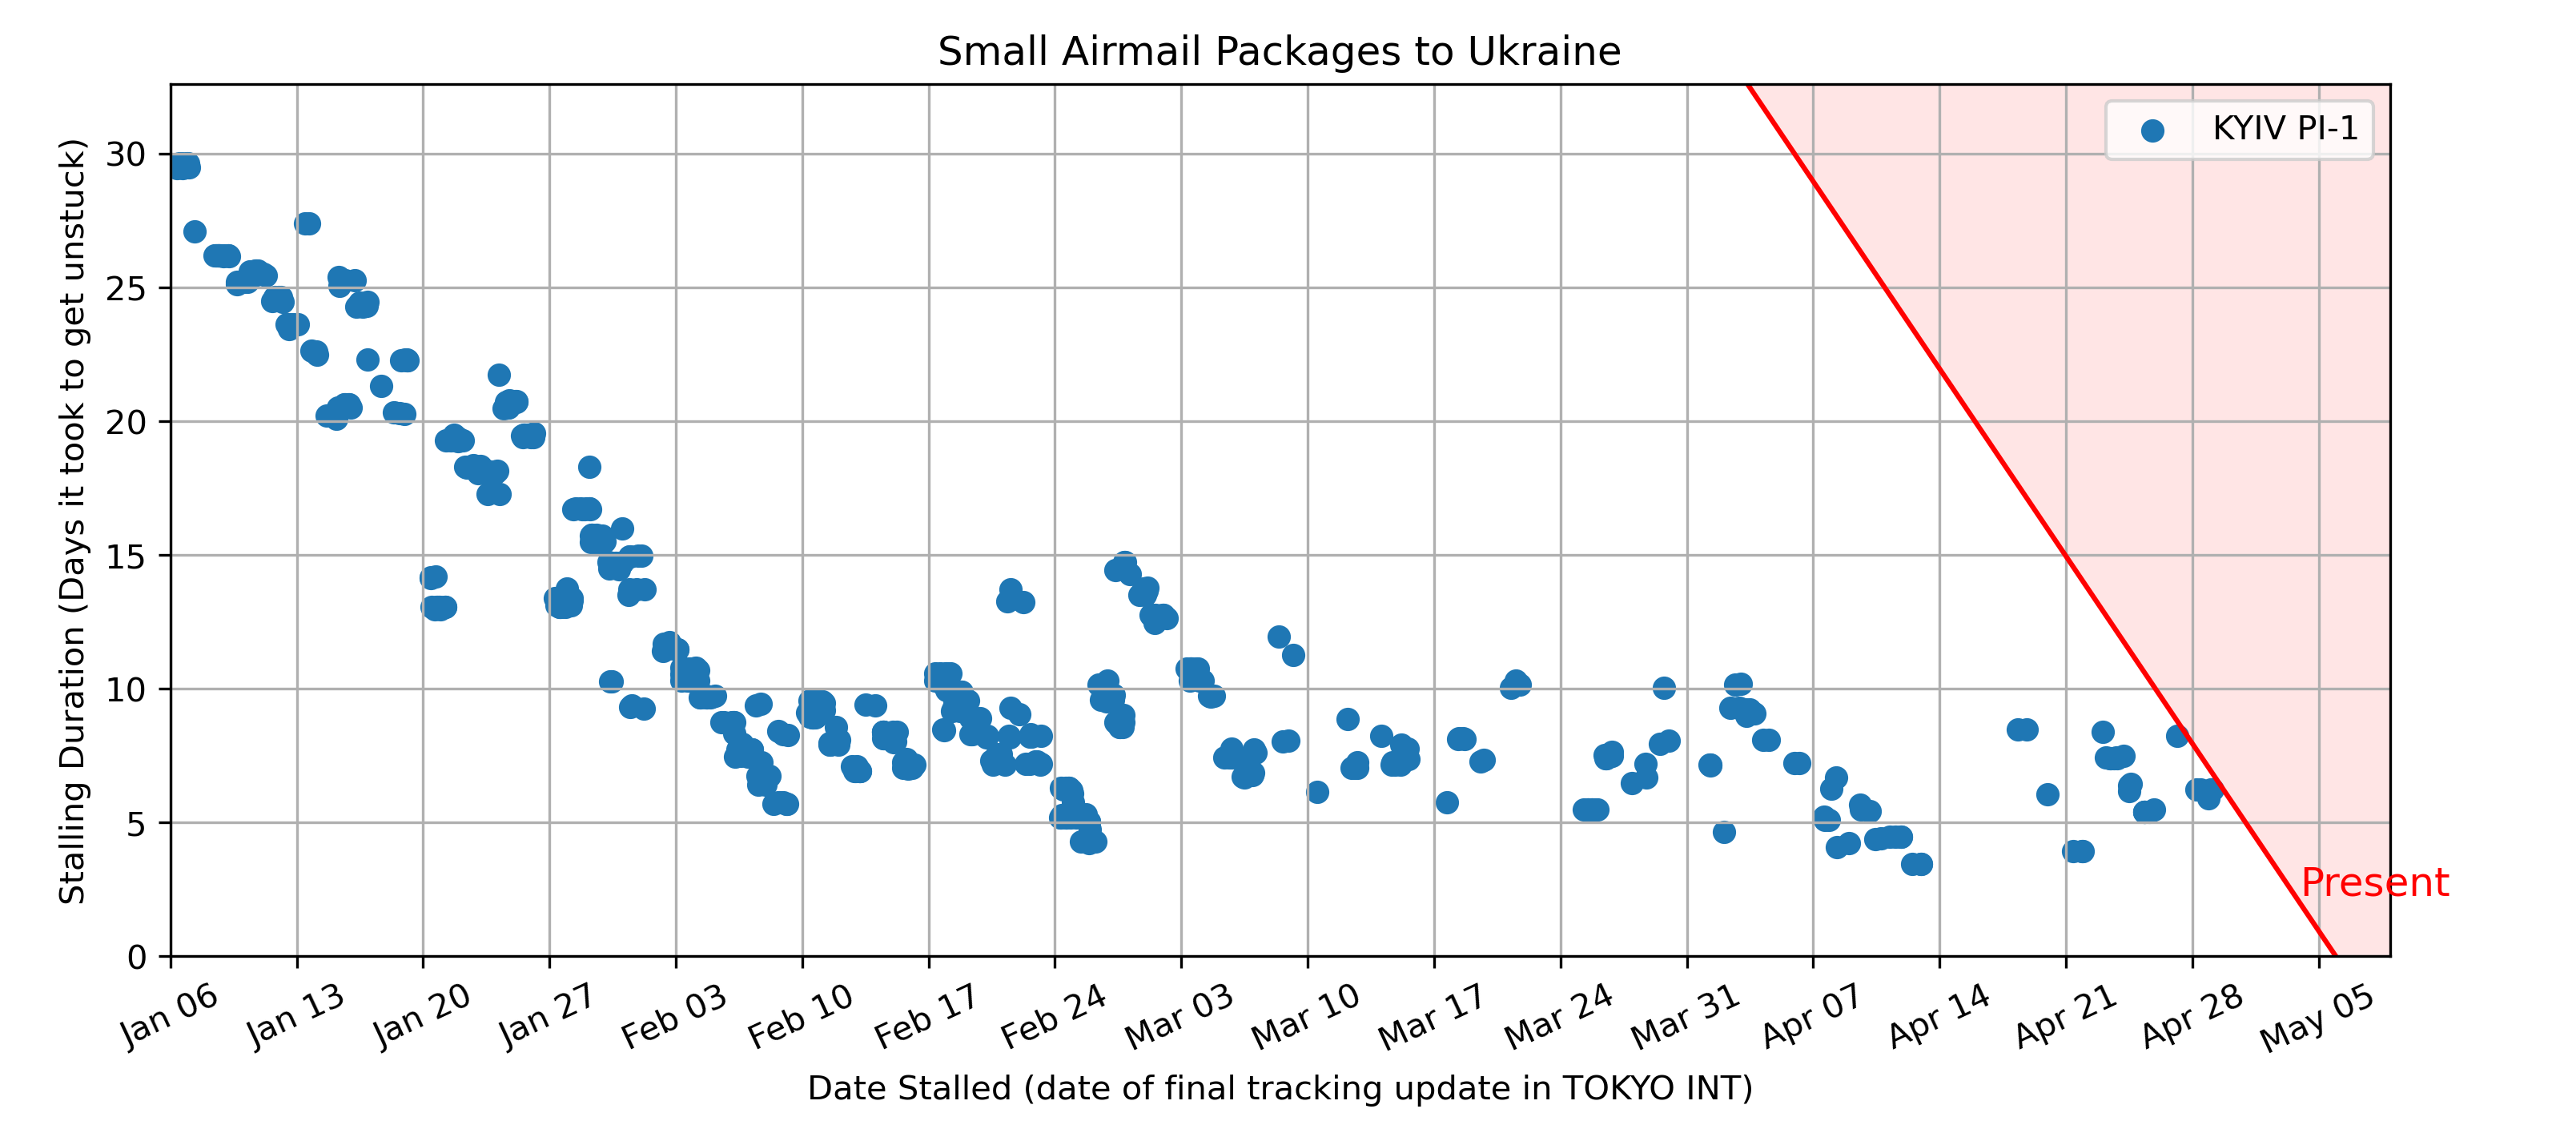 Small Airmail Packages to Ukraine
Stalling Duration (Days it took to get unstuck)
30
25
20
15
10
5
0
KYIV PI-1
Present
Jan 06
Jan 13
Jan 20
Jan 27
Feb 03
Feb 10
Feb 17
Feb 24
Mar 03
Mar 10
Mar 17
Mar 24
Mar 31
Apr 07
Apr 14
Apr 21
Apr 28
May 05
Date Stalled (date of final tracking update in TOKYO INT)